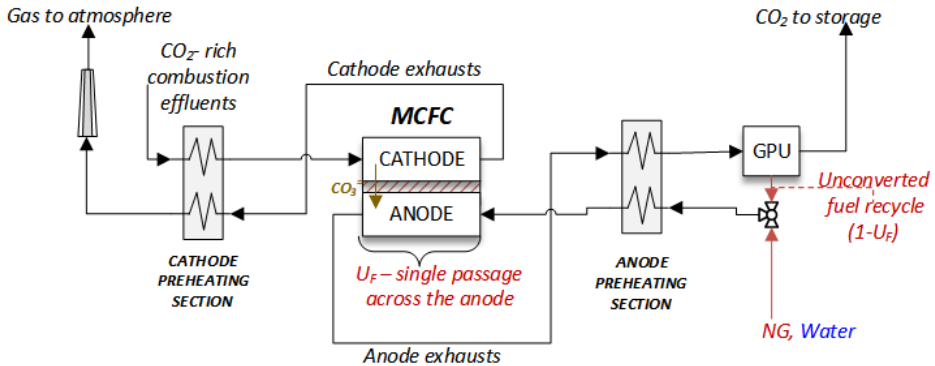 Gas to atmosphere
CO2- rich
combustion
effluents
Cathode exhausts
CO2 to storage
MCFC
CATHODE
CO3=
ANODE
GPU
Unconverted
fuel recycle
(1-UF)
CATHODE
PREHEATING
SECTION
UF – single passage
across the anode
ANODE
PREHEATING
SECTION
NG, Water
Anode exhausts